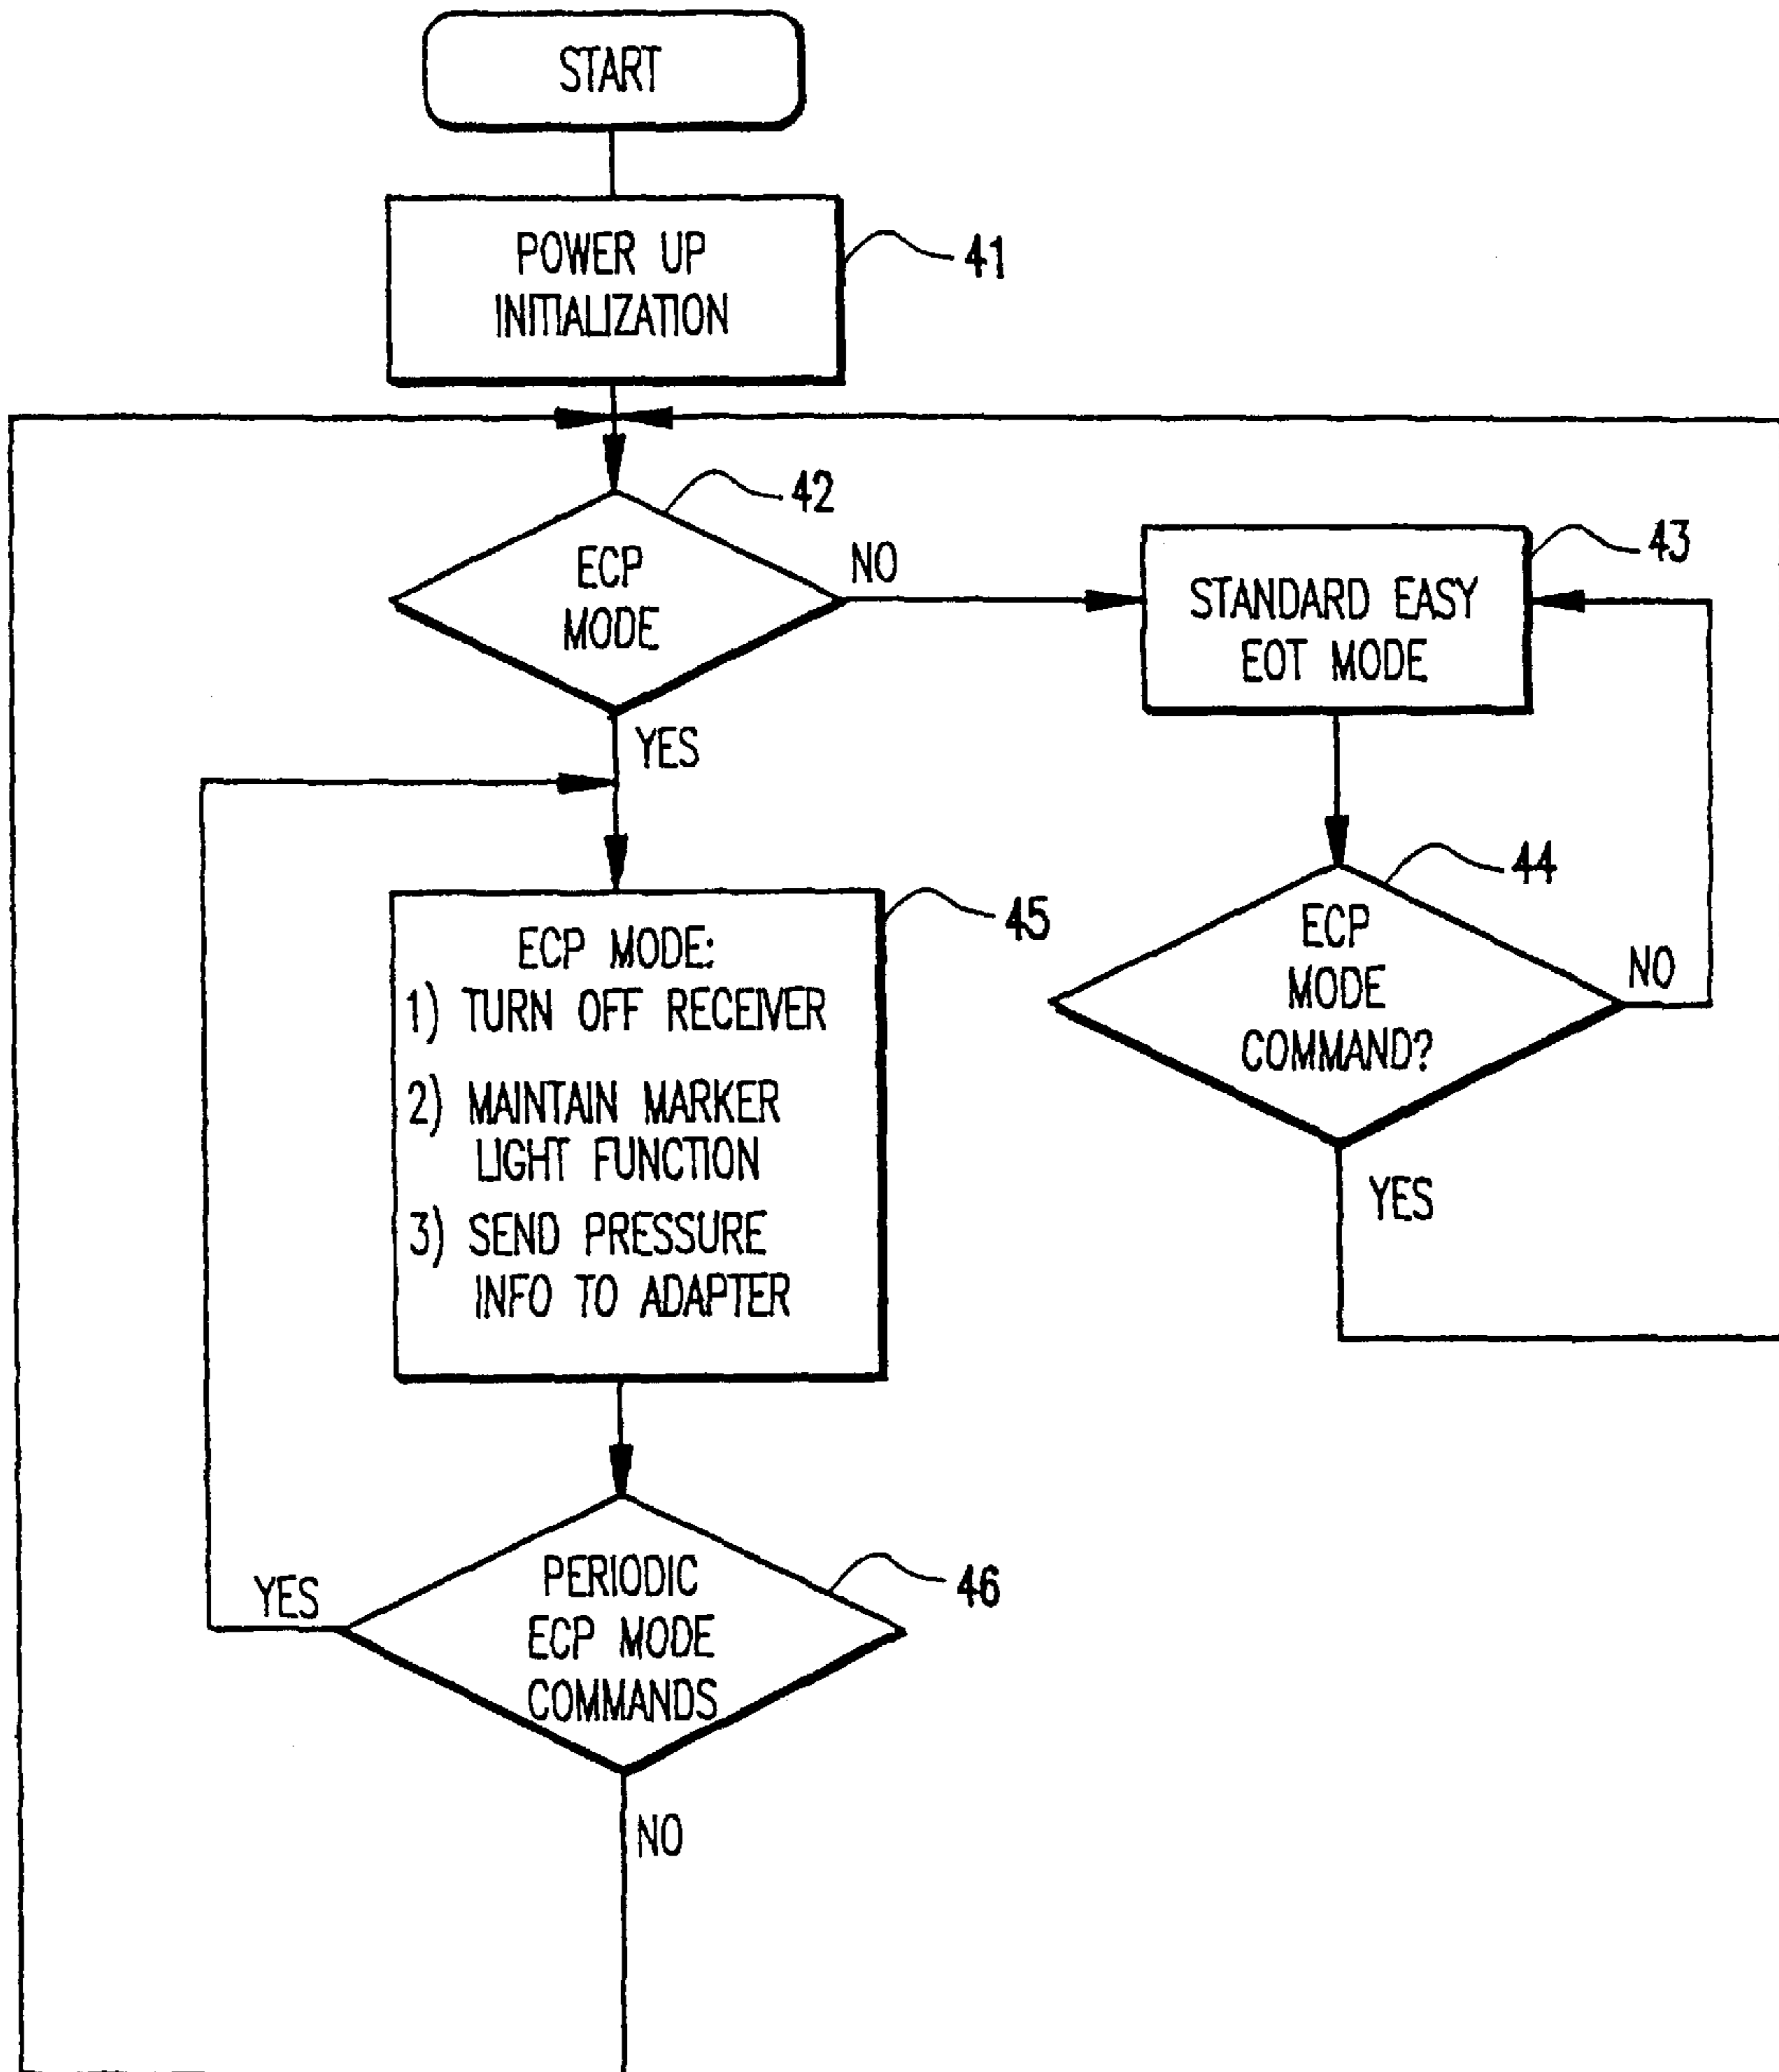 START
POWER UP
INITIALIZATION
41
42
ECP
MODE
NO
YES
43
STANDARD EASY
EOT MODE
44
ECP
MODE
COMMAND?
NO
YES
45
ECP MODE:
1) TURN OFF RECEIVER
2) MAINTAIN MARKER
LIGHT FUNCTION
3) SEND PRESSURE
INFO TO ADAPTER
46
PERIODIC
ECP MODE
COMMANDS
YES
NO